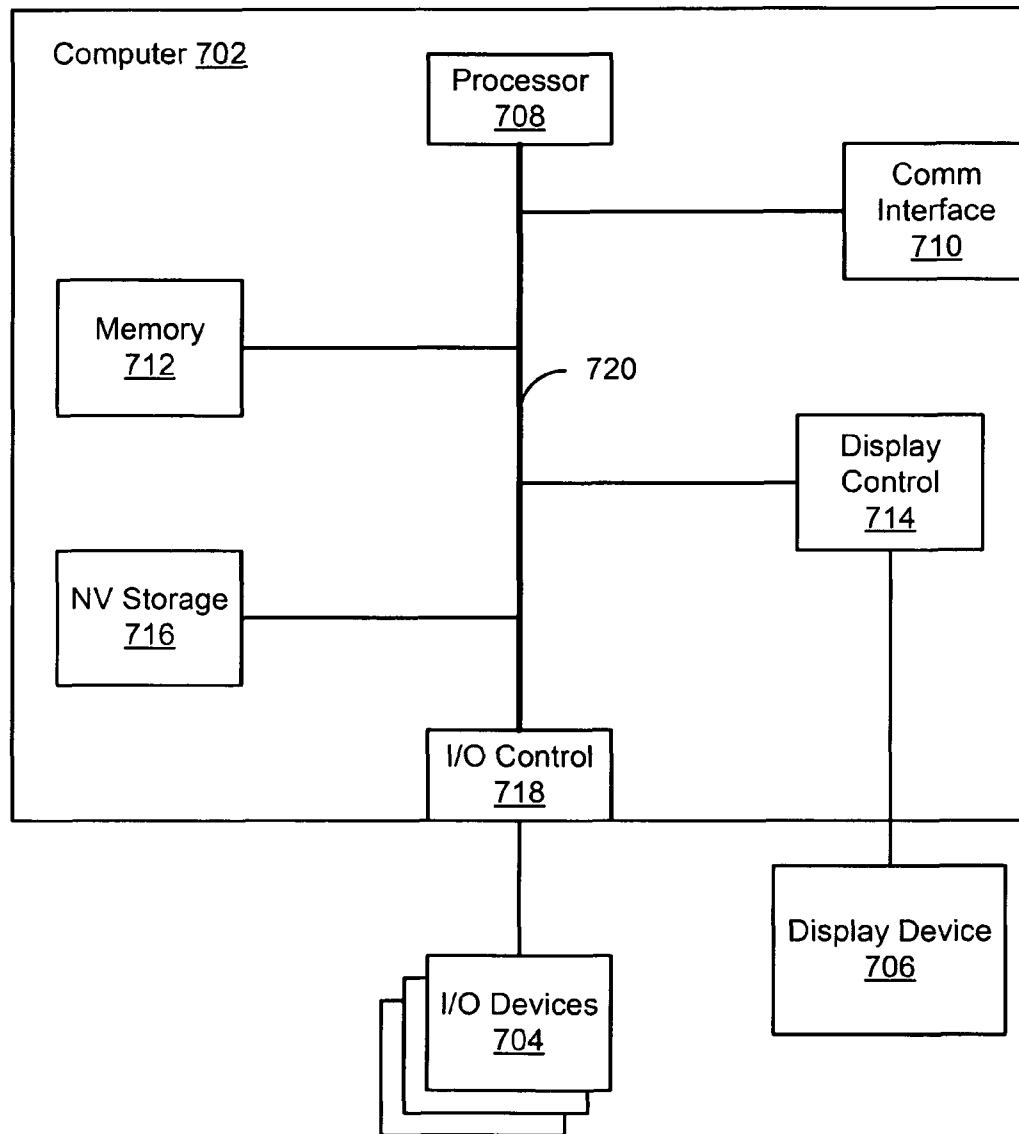 Computer 702
Processor
708
Comm
Interface
710
Memory
712
720
Display
Control
714
NV Storage
716
I/O Control
718
Display Device
706
I/O Devices
704